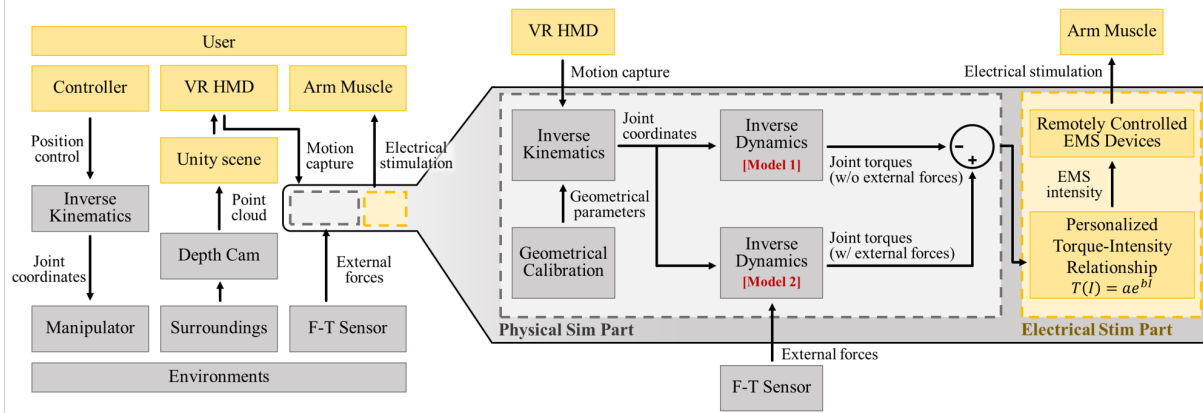 User
Controller
VR HMD
Arm Muscle
Position
control
Unity scene
Motion
capture
Electrical
stimulation
Inverse
Kinematics
Point
cloud
Joint
coordinates
Depth Cam
External
forces
Manipulator
Surroundings
F-T Sensor
Environments
VR HMD
Motion capture
Inverse
Kinematics
Joint
coordinates
Geometrical
parameters
Geometrical
Calibration
Inverse
Dynamics
[Model 1]
Joint torques
(w/o external forces)
-
+
Inverse
Dynamics
[Model 2]
Joint torques
(w/ external forces)
Physical Sim Part
External forces
F-T Sensor
Arm Muscle
Electrical stimulation
Remotely Controlled
EMS Devices
EMS
intensity
Personalized
Torque-Intensity
Relationship
T(I) = ae^{bI}
Electrical Stim Part